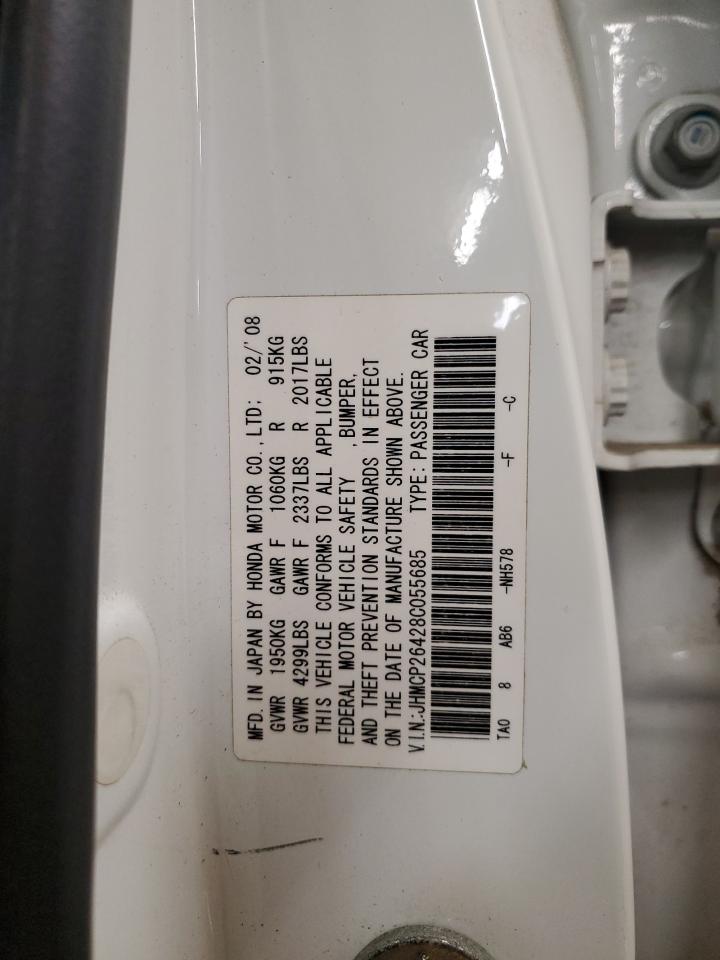 MFD. IN JAPAN BY HONDA MOTOR CO., LTD; 02/'08
GVWR 1950KG GAWR F 1060KG R 915KG
GVWR 4299LBS GAWR F 2337LBS R 2017LBS
THIS VEHICLE CONFORMS TO ALL APPLICABLE
FEDERAL MOTOR VEHICLE SAFETY , BUMPER,
AND THEFT PREVENTION STANDARDS IN EFFECT
ON THE DATE OF MANUFACTURE SHOWN ABOVE.
V.I.N.:JHMCP26428C055685 TYPE: PASSENGER CAR
TA0 8 AB6 -NH578 -F -C